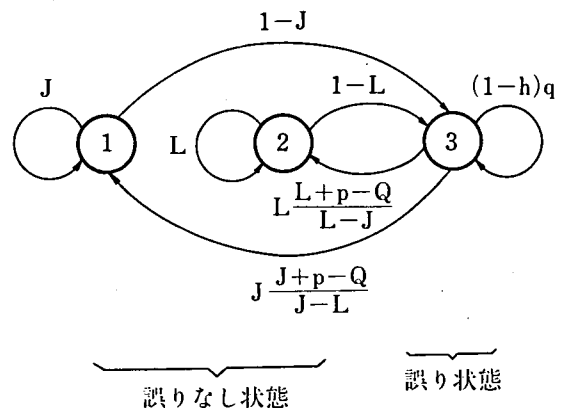 1−J
J
1
L
2
1−L
3
(1−h)q
L (L+p−Q)/(L−J)
J (J+p−Q)/(J−L)
誤りなし状態
誤り状態